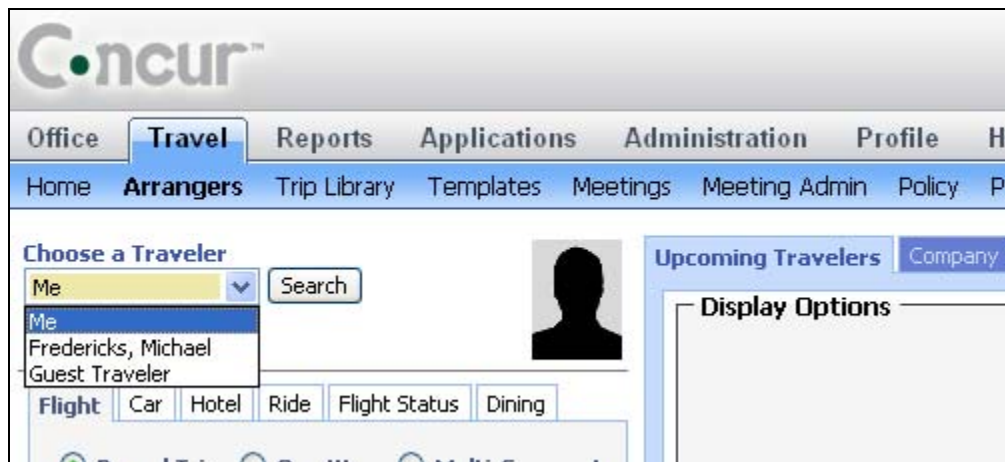 Concur™
Office Travel Reports Applications Administration Profile H
Home Arrangers Trip Library Templates Meetings Meeting Admin Policy P
Choose a Traveler
Me Search
Me
Fredericks, Michael
Guest Traveler
Upcoming Travelers Company
Display Options
Flight Car Hotel Ride Flight Status Dining